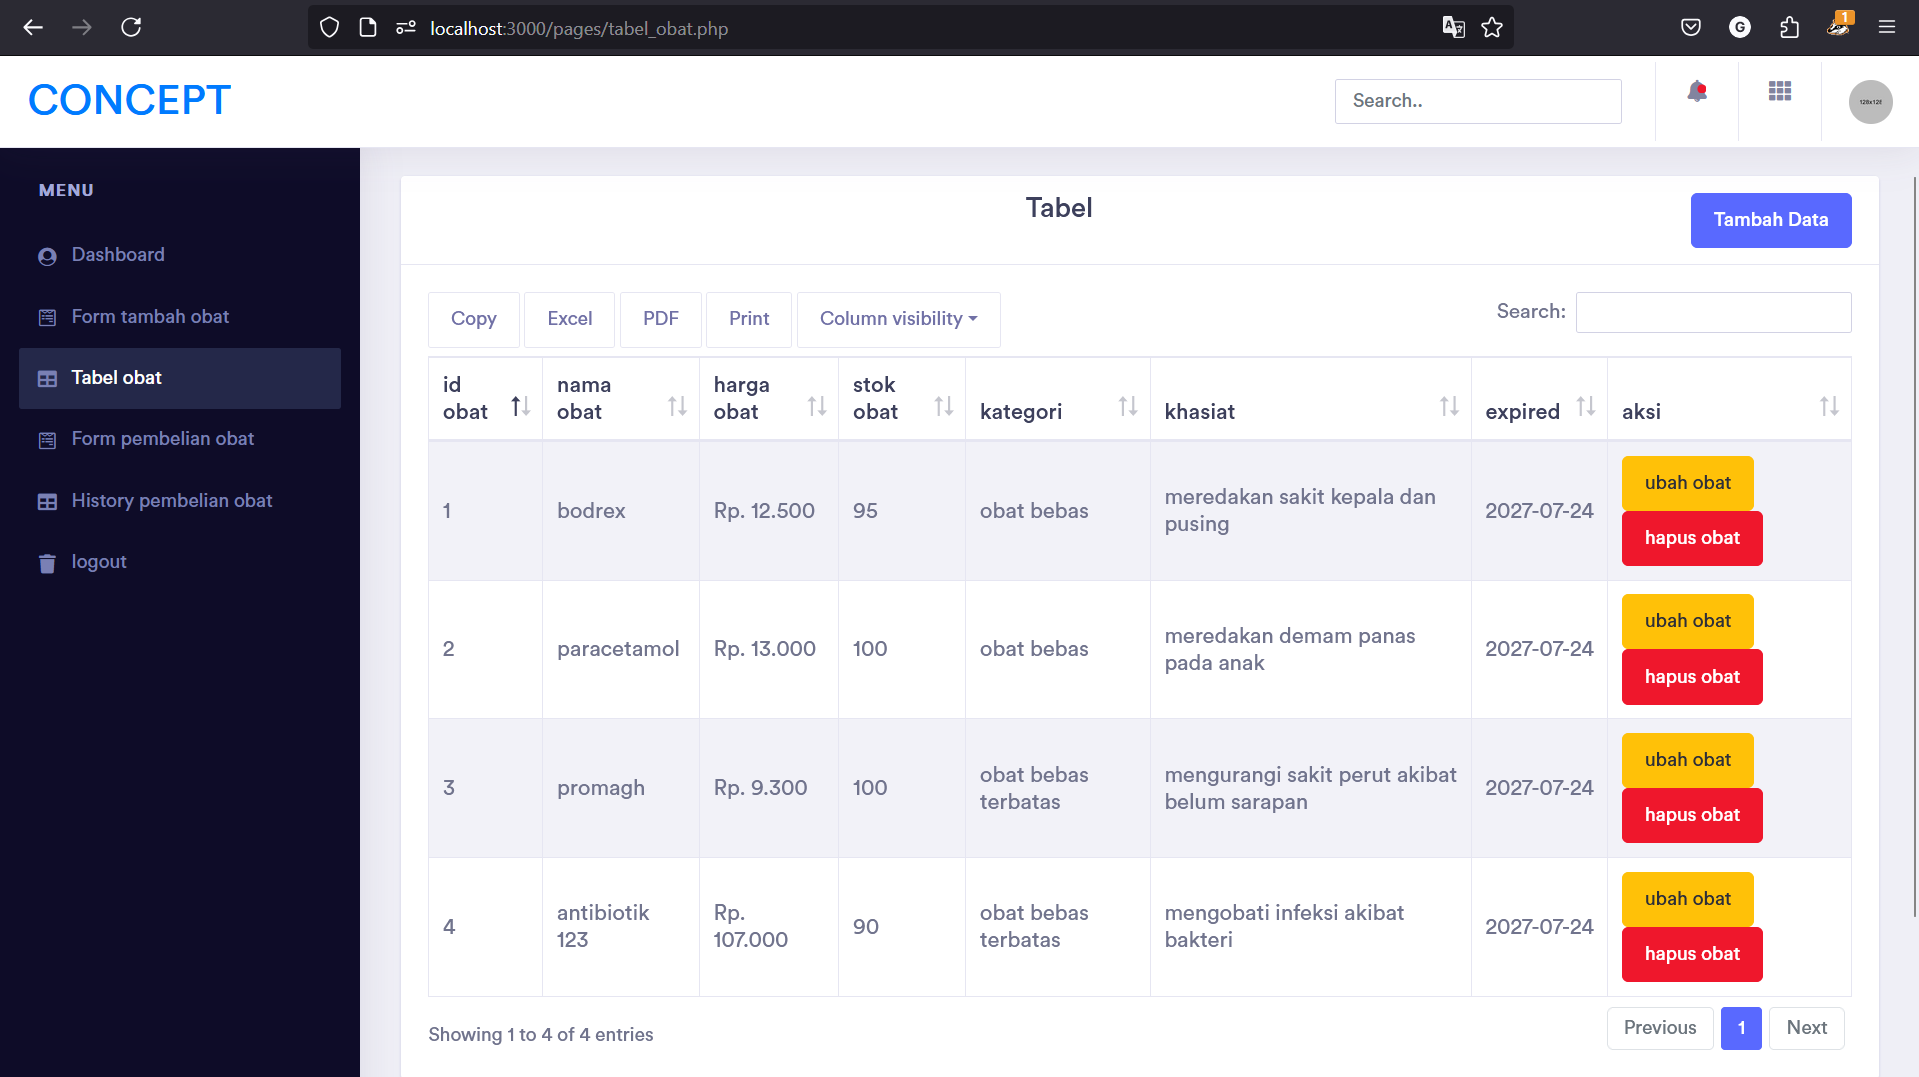 localhost:3000/pages/tabel_obat.php
G
1
CONCEPT
Search..
128x128
MENU
Dashboard
Form tambah obat
Tabel obat
Form pembelian obat
History pembelian obat
logout
Tabel
Tambah Data
Copy
Excel
PDF
Print
Column visibility
Search:
id obat
nama obat
harga obat
stok obat
kategori
khasiat
expired
aksi
1
bodrex
Rp. 12.500
95
obat bebas
meredakan sakit kepala dan
pusing
2027-07-24
ubah obat
hapus obat
2
paracetamol
Rp. 13.000
100
obat bebas
meredakan demam panas
pada anak
2027-07-24
ubah obat
hapus obat
3
promagh
Rp. 9.300
100
obat bebas
terbatas
mengurangi sakit perut akibat
belum sarapan
2027-07-24
ubah obat
hapus obat
4
antibiotik
123
Rp.
107.000
90
obat bebas
terbatas
mengobati infeksi akibat
bakteri
2027-07-24
ubah obat
hapus obat
Showing 1 to 4 of 4 entries
Previous
1
Next